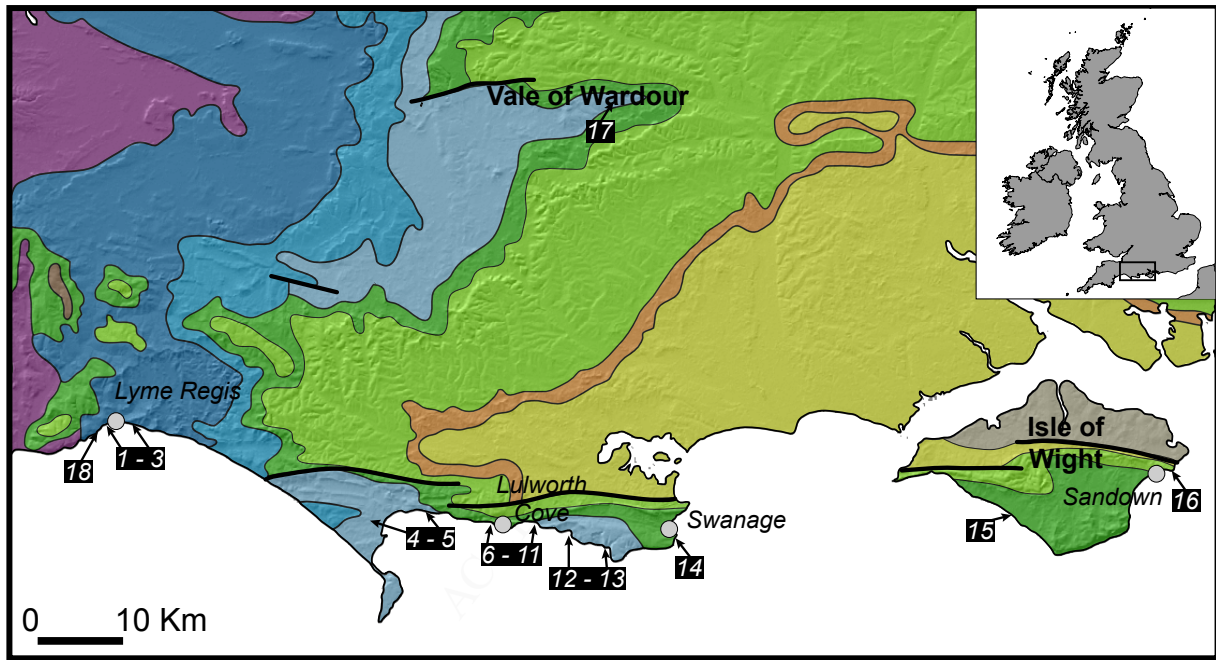 Vale of Wardour
17
Lyme Regis
18
1 - 3
Lulworth
Cove
4 - 5
6 - 11
12 - 13
Swanage
14
Isle of
Wight
Sandown
16
15
0 10 Km